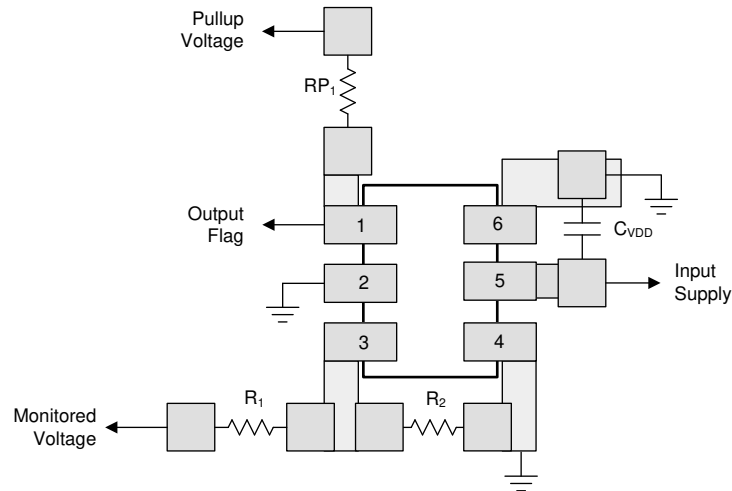 Pullup
Voltage
RP1
Output
Flag
1
6
CVDD
2
5
Input
Supply
3
4
R1
R2
Monitored
Voltage